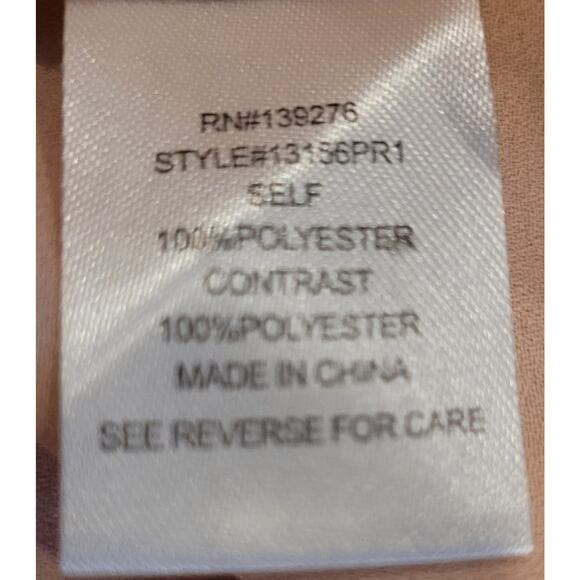 RN#139276
STYLE#13156PR1
SELF
100%POLYESTER
CONTRAST
100%POLYESTER
MADE IN CHINA
SEE REVERSE FOR CARE